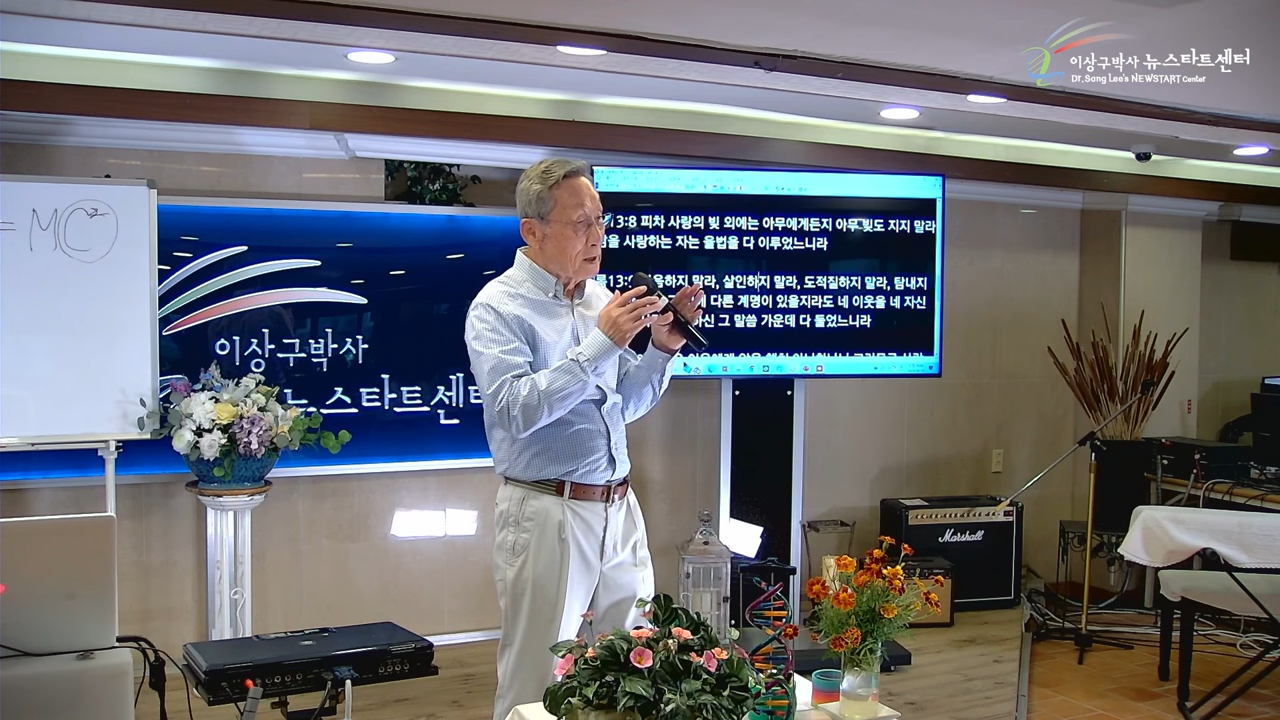 이상구박사 뉴스타트센터
Dr. Sang Lee's NEWSTART Center
= MC²
13:8 피차 사랑의 빚 외에는 아무에게든지 아무 빚도 지지 말라
사랑하는 자는 율법을 다 이루었느니라
하지 말라, 살인하지 말라, 도적질하지 말라, 탐내지
다른 계명이 있을지라도 네 이웃을 네 자신
그 말씀 가운데 다 들었느니라
이상구박사
뉴스타트센터
Marshall